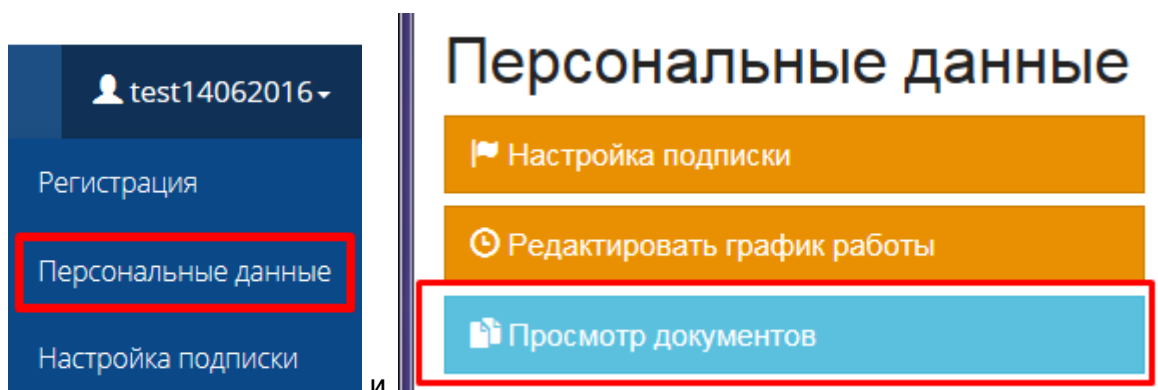 test14062016
Регистрация
Персональные данные
Настройка подписки
и
Персональные данные
Настройка подписки
Редактировать график работы
Просмотр документов